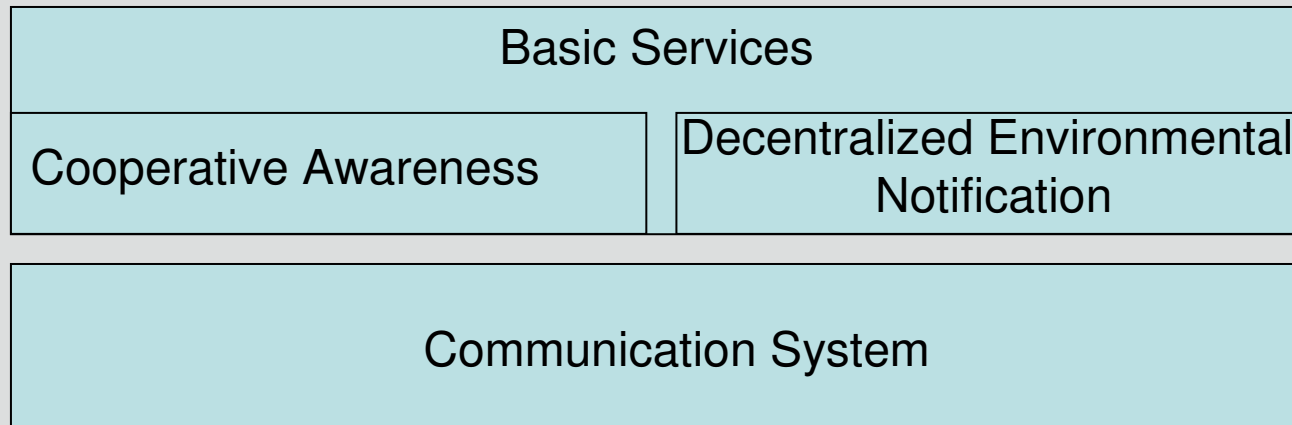 Basic Services
Cooperative Awareness
Decentralized Environmental
Notification
Communication System